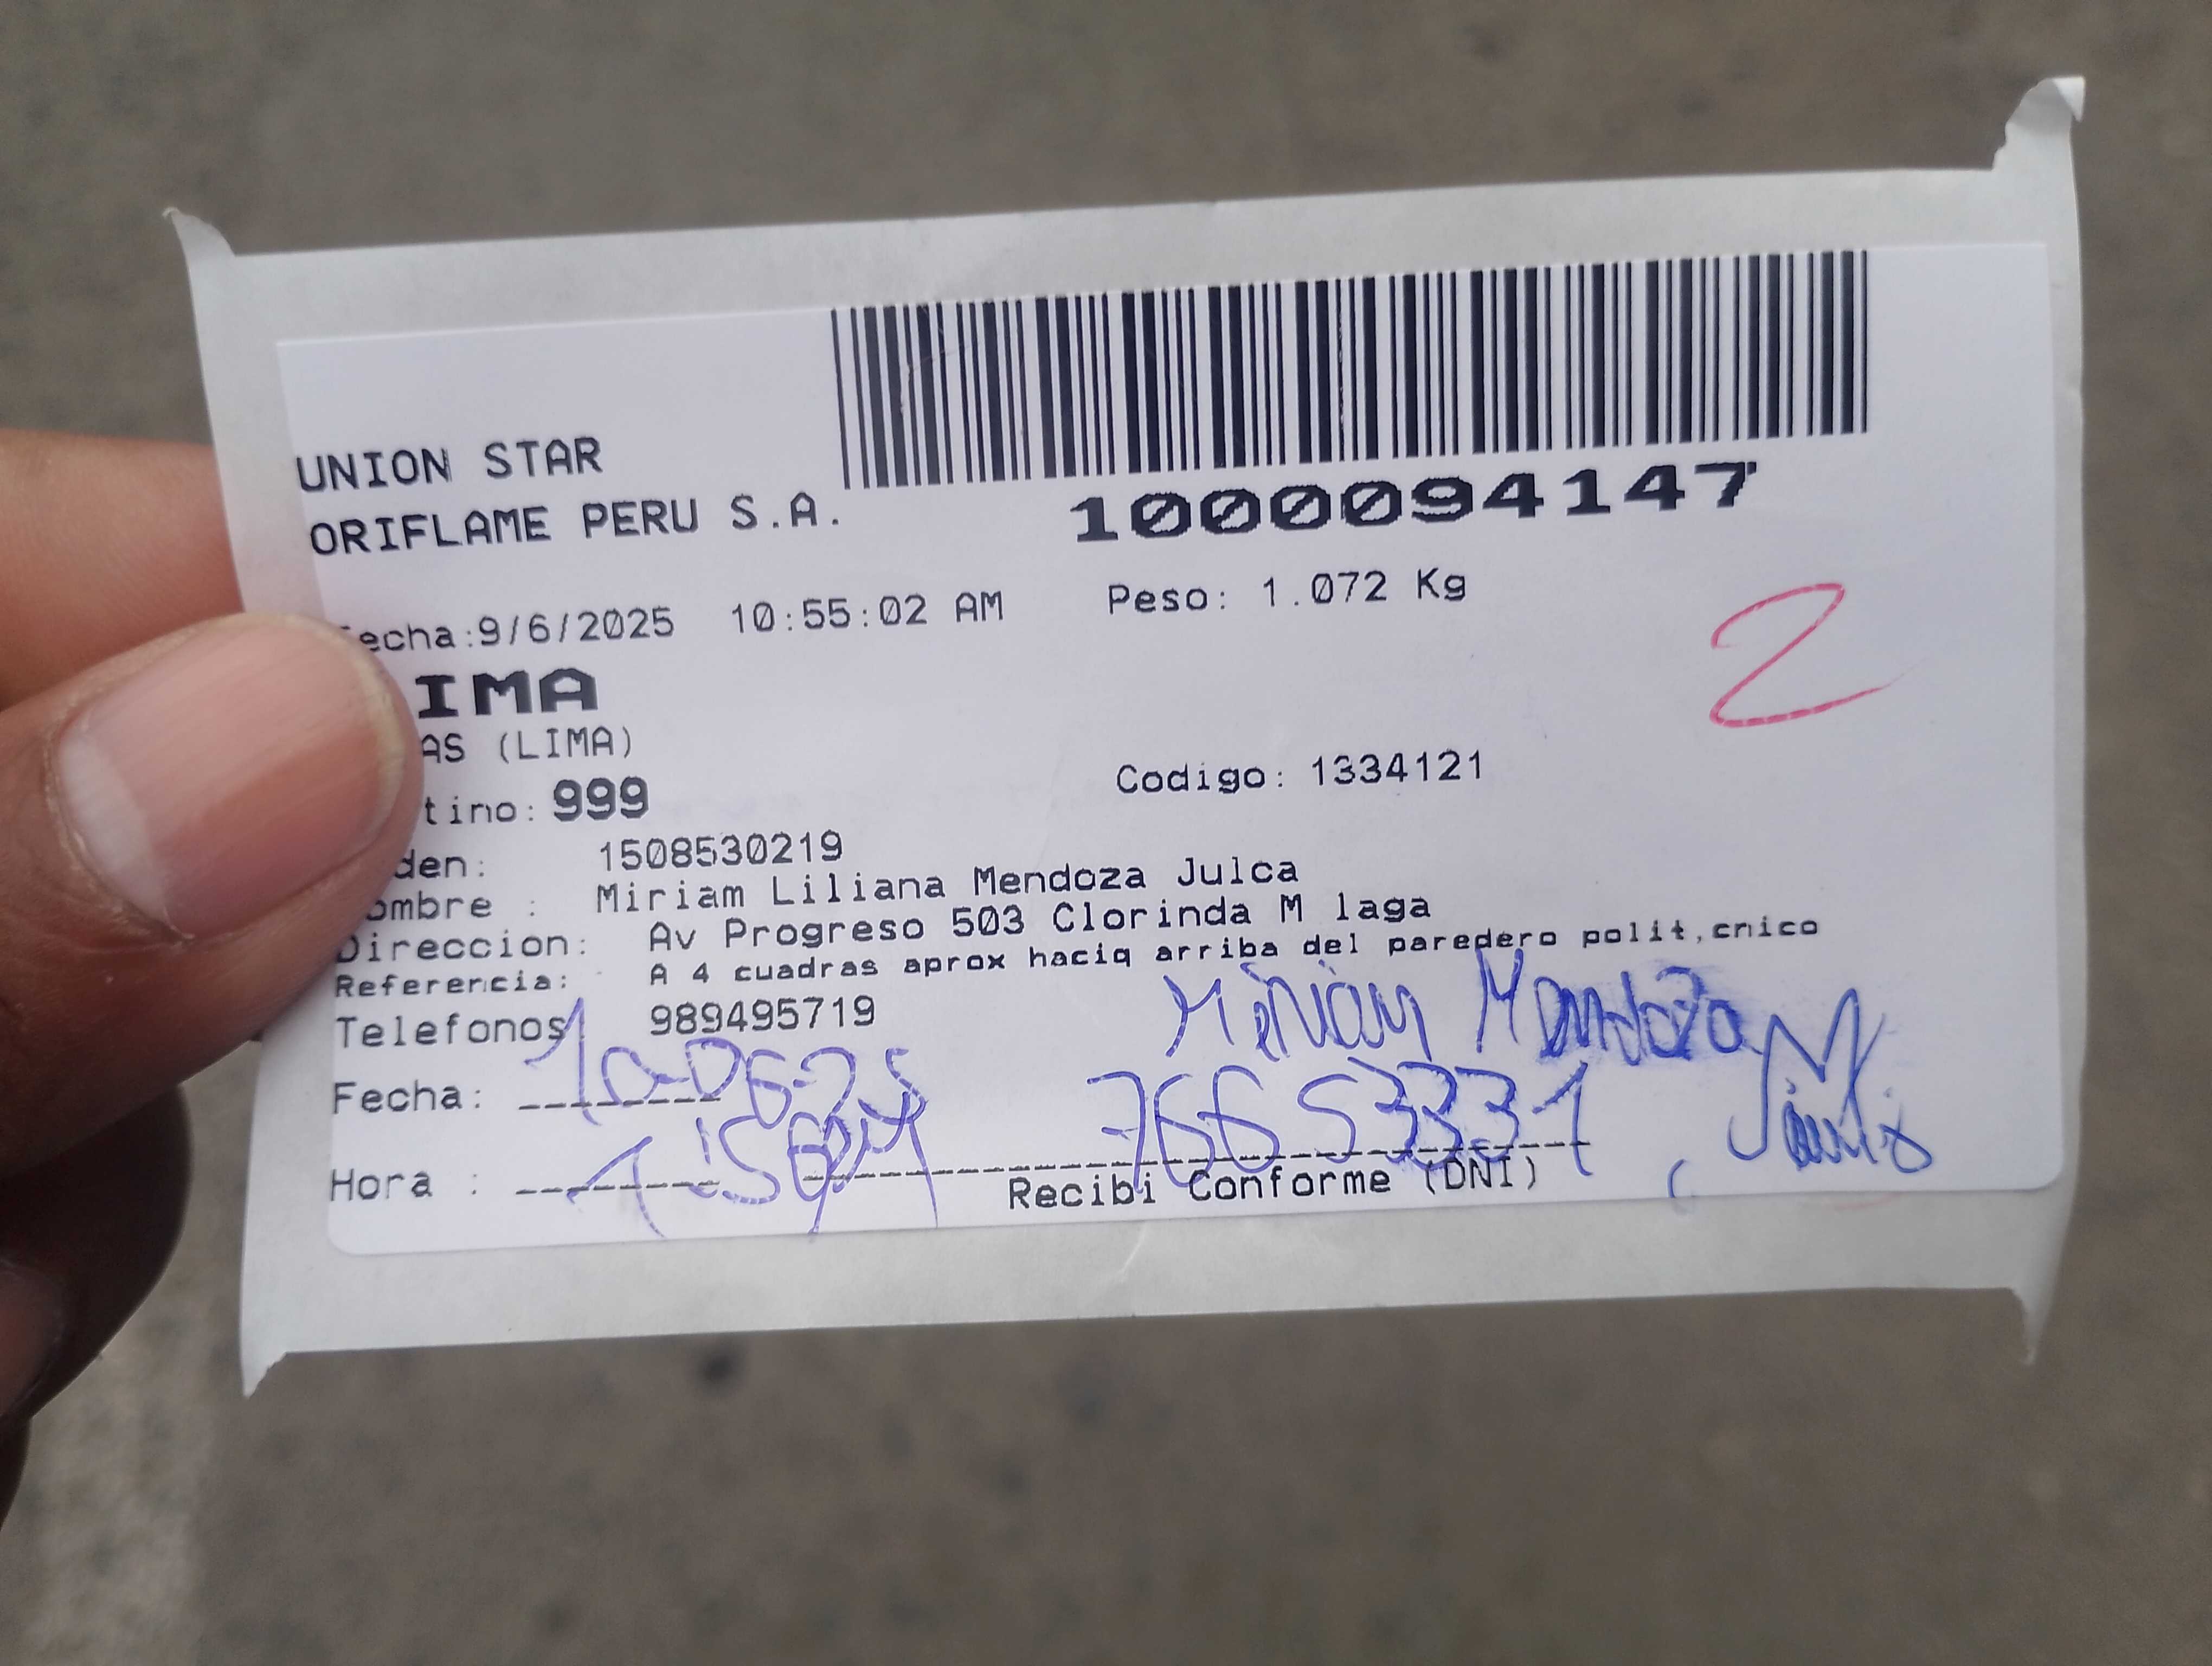 UNION STAR
ORIFLAME PERU S.A.
1000094147
echa:9/6/2025 10:55:02 AM Peso: 1.072 Kg
2
IMA
AS (LIMA)
tino: 999 Codigo: 1334121
den: 1508530219
ombre : Miriam Liliana Mendoza Julca
Direccion: Av Progreso 503 Clorinda M laga
Referencia: A 4 cuadras aprox haciq arriba del paredero polit,cnico
Telefonos 989495719
Mirian Mendoza
Fecha: 10-06-25
Hora :
Recibi Conforme (DNI)